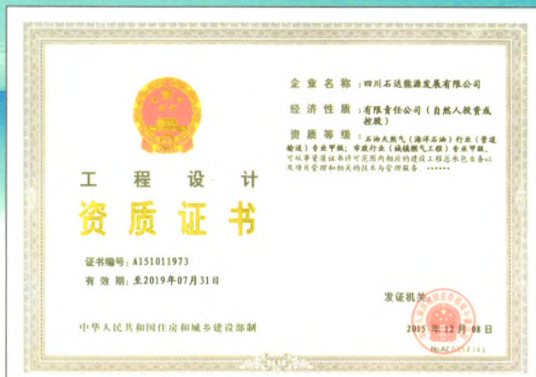 工程设计
资质证书
证书编号：A151011973
有 效 期：至2019年07月31日
中华人民共和国住房和城乡建设部制
企业名称：四川石达能源发展有限公司
经济性质：有限责任公司（自然人投资或
控股）
资质等级：石油天然气（海洋石油）行业（管道
输送）专业甲级；市政行业（城镇燃气工程）专业甲级。
可从事资质证书许可范围内相应的建设工程总承包业务以
及项目管理和相关的技术与管理服务。******
发证机关
2015 年 12 月 08 日